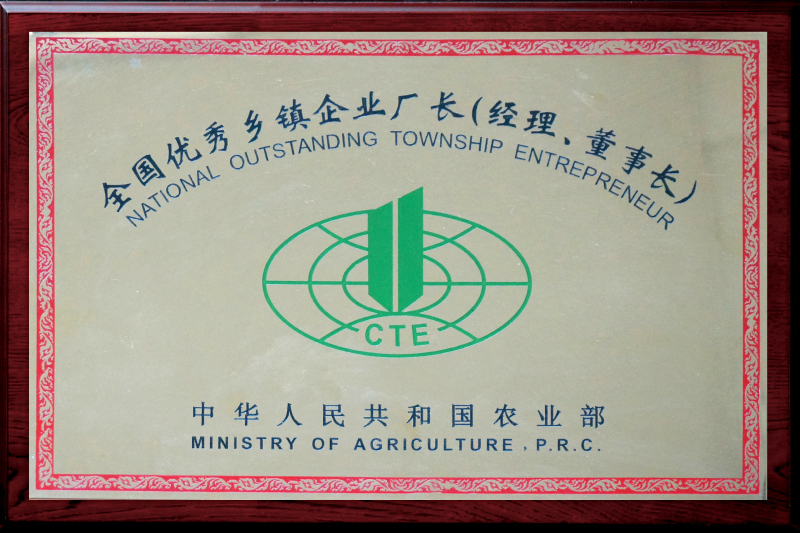 全国优秀乡镇企业厂长(经理、董事长)
NATIONAL OUTSTANDING TOWNSHIP ENTREPRENEUR
CTE
中华人民共和国农业部
MINISTRY OF AGRICULTURE, P.R.C.